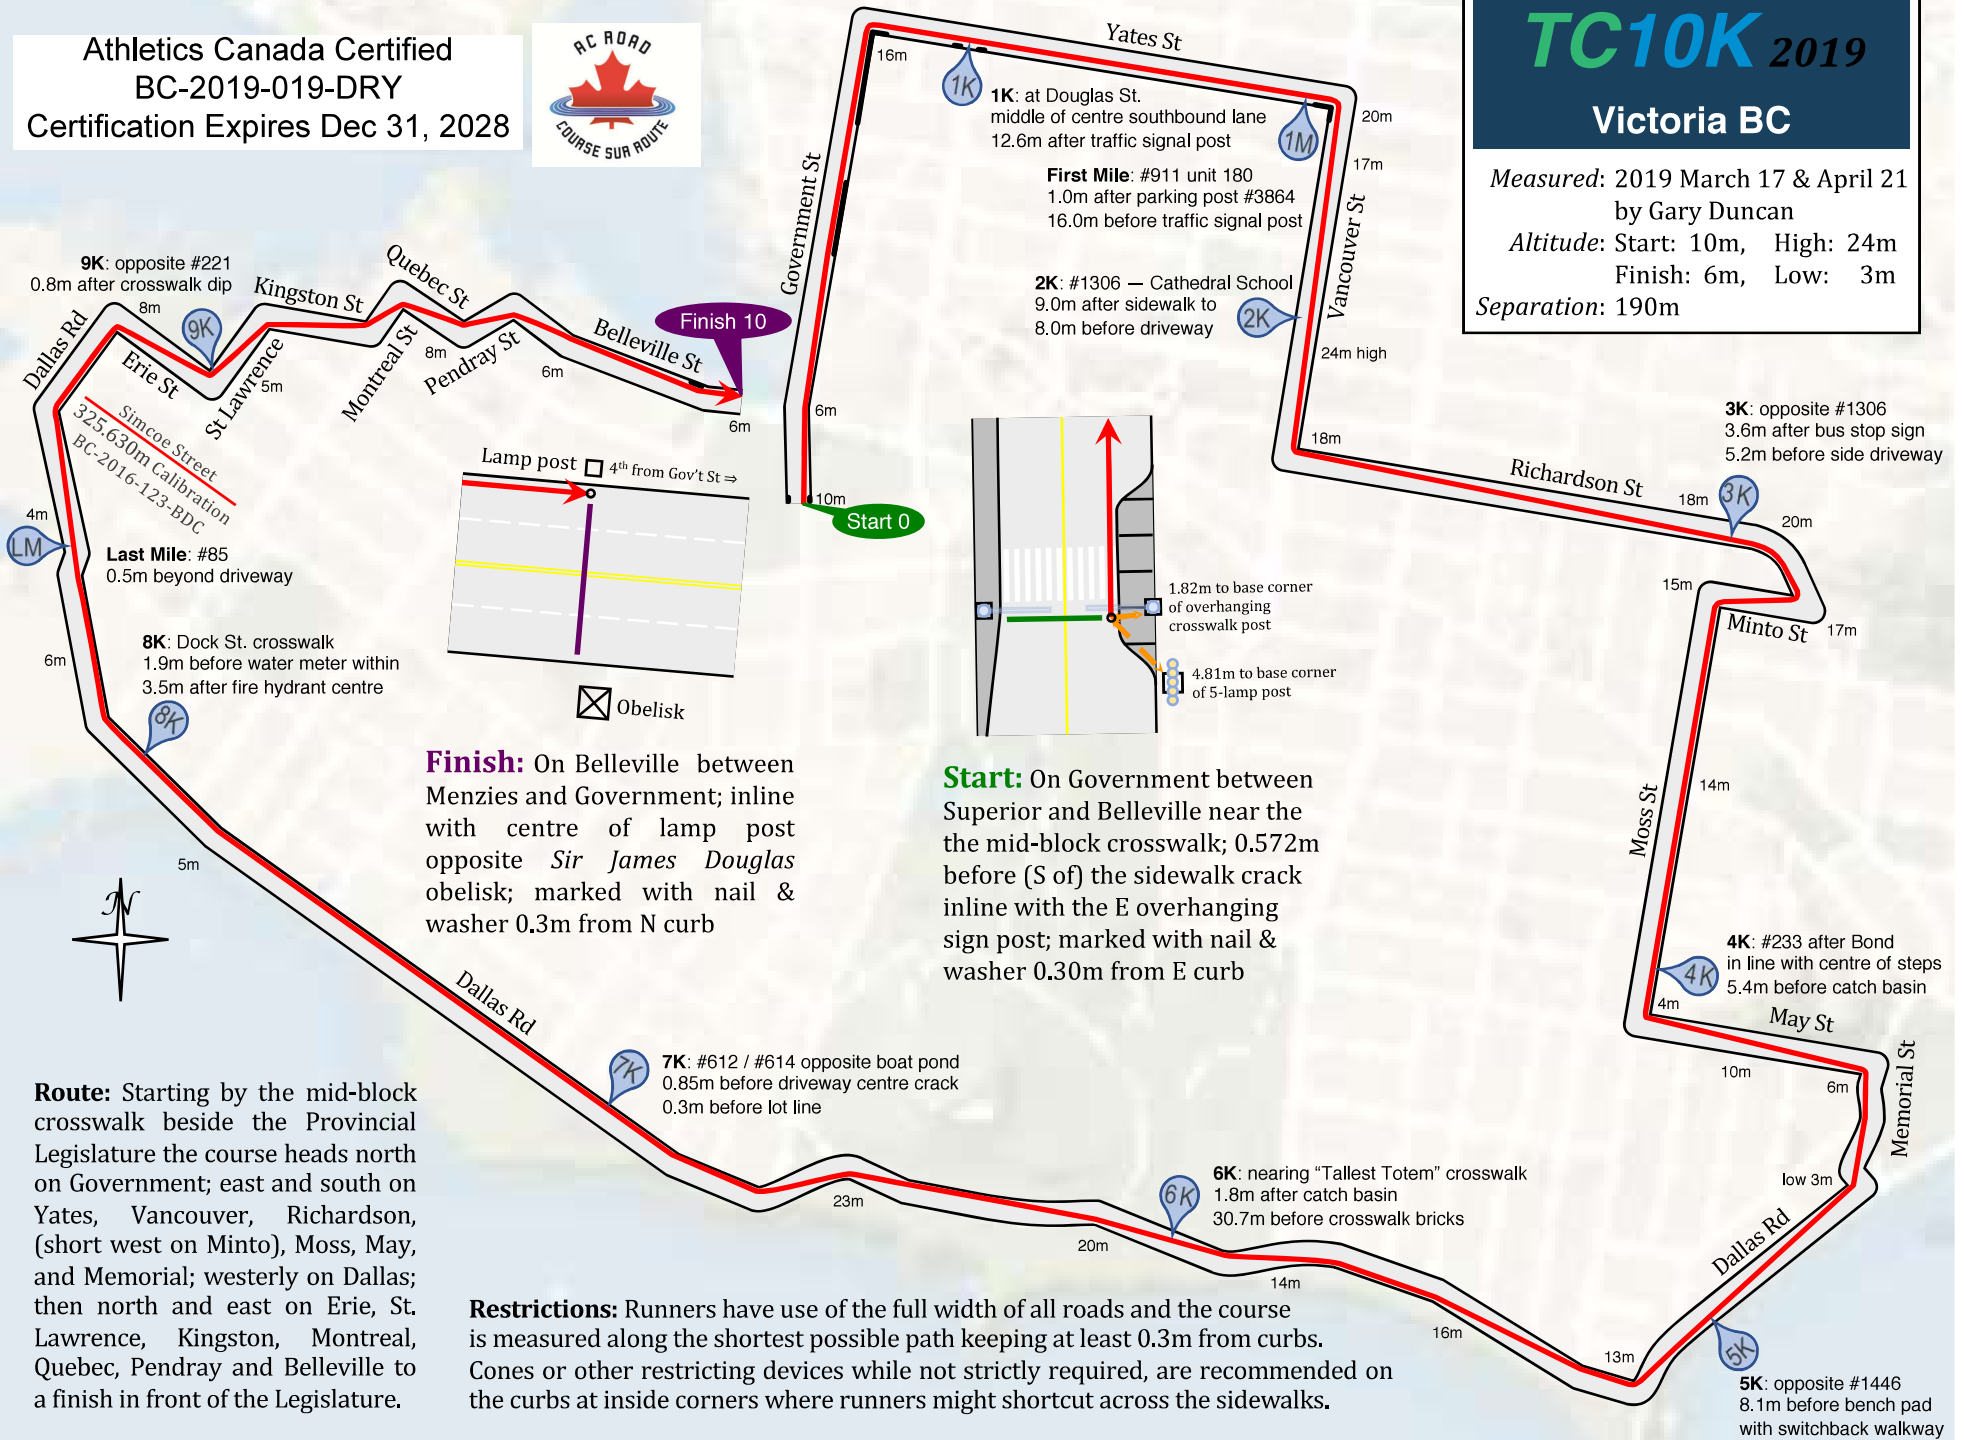 Athletics Canada Certified
BC-2019-019-DRY
Certification Expires Dec 31, 2028
AC ROAD
COURSE SUR ROUTE
TC10K 2019
Victoria BC
Measured: 2019 March 17 & April 21
by Gary Duncan
Altitude: Start: 10m, High: 24m
Finish: 6m, Low: 3m
Separation: 190m
Yates St
16m
1K
1K: at Douglas St.
middle of centre southbound lane
12.6m after traffic signal post
1M
20m
17m
First Mile: #911 unit 180
1.0m after parking post #3864
16.0m before traffic signal post
Government St
Vancouver St
2K: #1306 — Cathedral School
9.0m after sidewalk to
8.0m before driveway
2K
24m high
18m
9K: opposite #221
0.8m after crosswalk dip
8m
9K
Dallas Rd
Erie St
St Lawrence
5m
Kingston St
Quebec St
Montreal St
8m
Pendray St
6m
Belleville St
Finish 10
6m
6m
10m
Start 0
Simcoe Street
325.630m Calibration
BC-2016-123-BDC
4m
LM
Last Mile: #85
0.5m beyond driveway
6m
8K: Dock St. crosswalk
1.9m before water meter within
3.5m after fire hydrant centre
8K
5m
Lamp post
4th from Gov't St ⇒
Obelisk
Finish: On Belleville between
Menzies and Government; inline
with centre of lamp post
opposite Sir James Douglas
obelisk; marked with nail &
washer 0.3m from N curb
1.82m to base corner
of overhanging
crosswalk post
4.81m to base corner
of 5-lamp post
Start: On Government between
Superior and Belleville near the
the mid-block crosswalk; 0.572m
before (S of) the sidewalk crack
inline with the E overhanging
sign post; marked with nail &
washer 0.30m from E curb
Richardson St
3K: opposite #1306
3.6m after bus stop sign
5.2m before side driveway
18m
3K
20m
15m
Minto St
17m
Moss St
14m
4K: #233 after Bond
in line with centre of steps
5.4m before catch basin
4K
4m
May St
10m
6m
Memorial St
low 3m
Dallas Rd
N
Dallas Rd
7K
7K: #612 / #614 opposite boat pond
0.85m before driveway centre crack
0.3m before lot line
23m
20m
6K
6K: nearing “Tallest Totem” crosswalk
1.8m after catch basin
30.7m before crosswalk bricks
14m
16m
13m
5K
5K: opposite #1446
8.1m before bench pad
with switchback walkway
Route: Starting by the mid-block
crosswalk beside the Provincial
Legislature the course heads north
on Government; east and south on
Yates, Vancouver, Richardson,
(short west on Minto), Moss, May,
and Memorial; westerly on Dallas;
then north and east on Erie, St.
Lawrence, Kingston, Montreal,
Quebec, Pendray and Belleville to
a finish in front of the Legislature.
Restrictions: Runners have use of the full width of all roads and the course
is measured along the shortest possible path keeping at least 0.3m from curbs.
Cones or other restricting devices while not strictly required, are recommended on
the curbs at inside corners where runners might shortcut across the sidewalks.